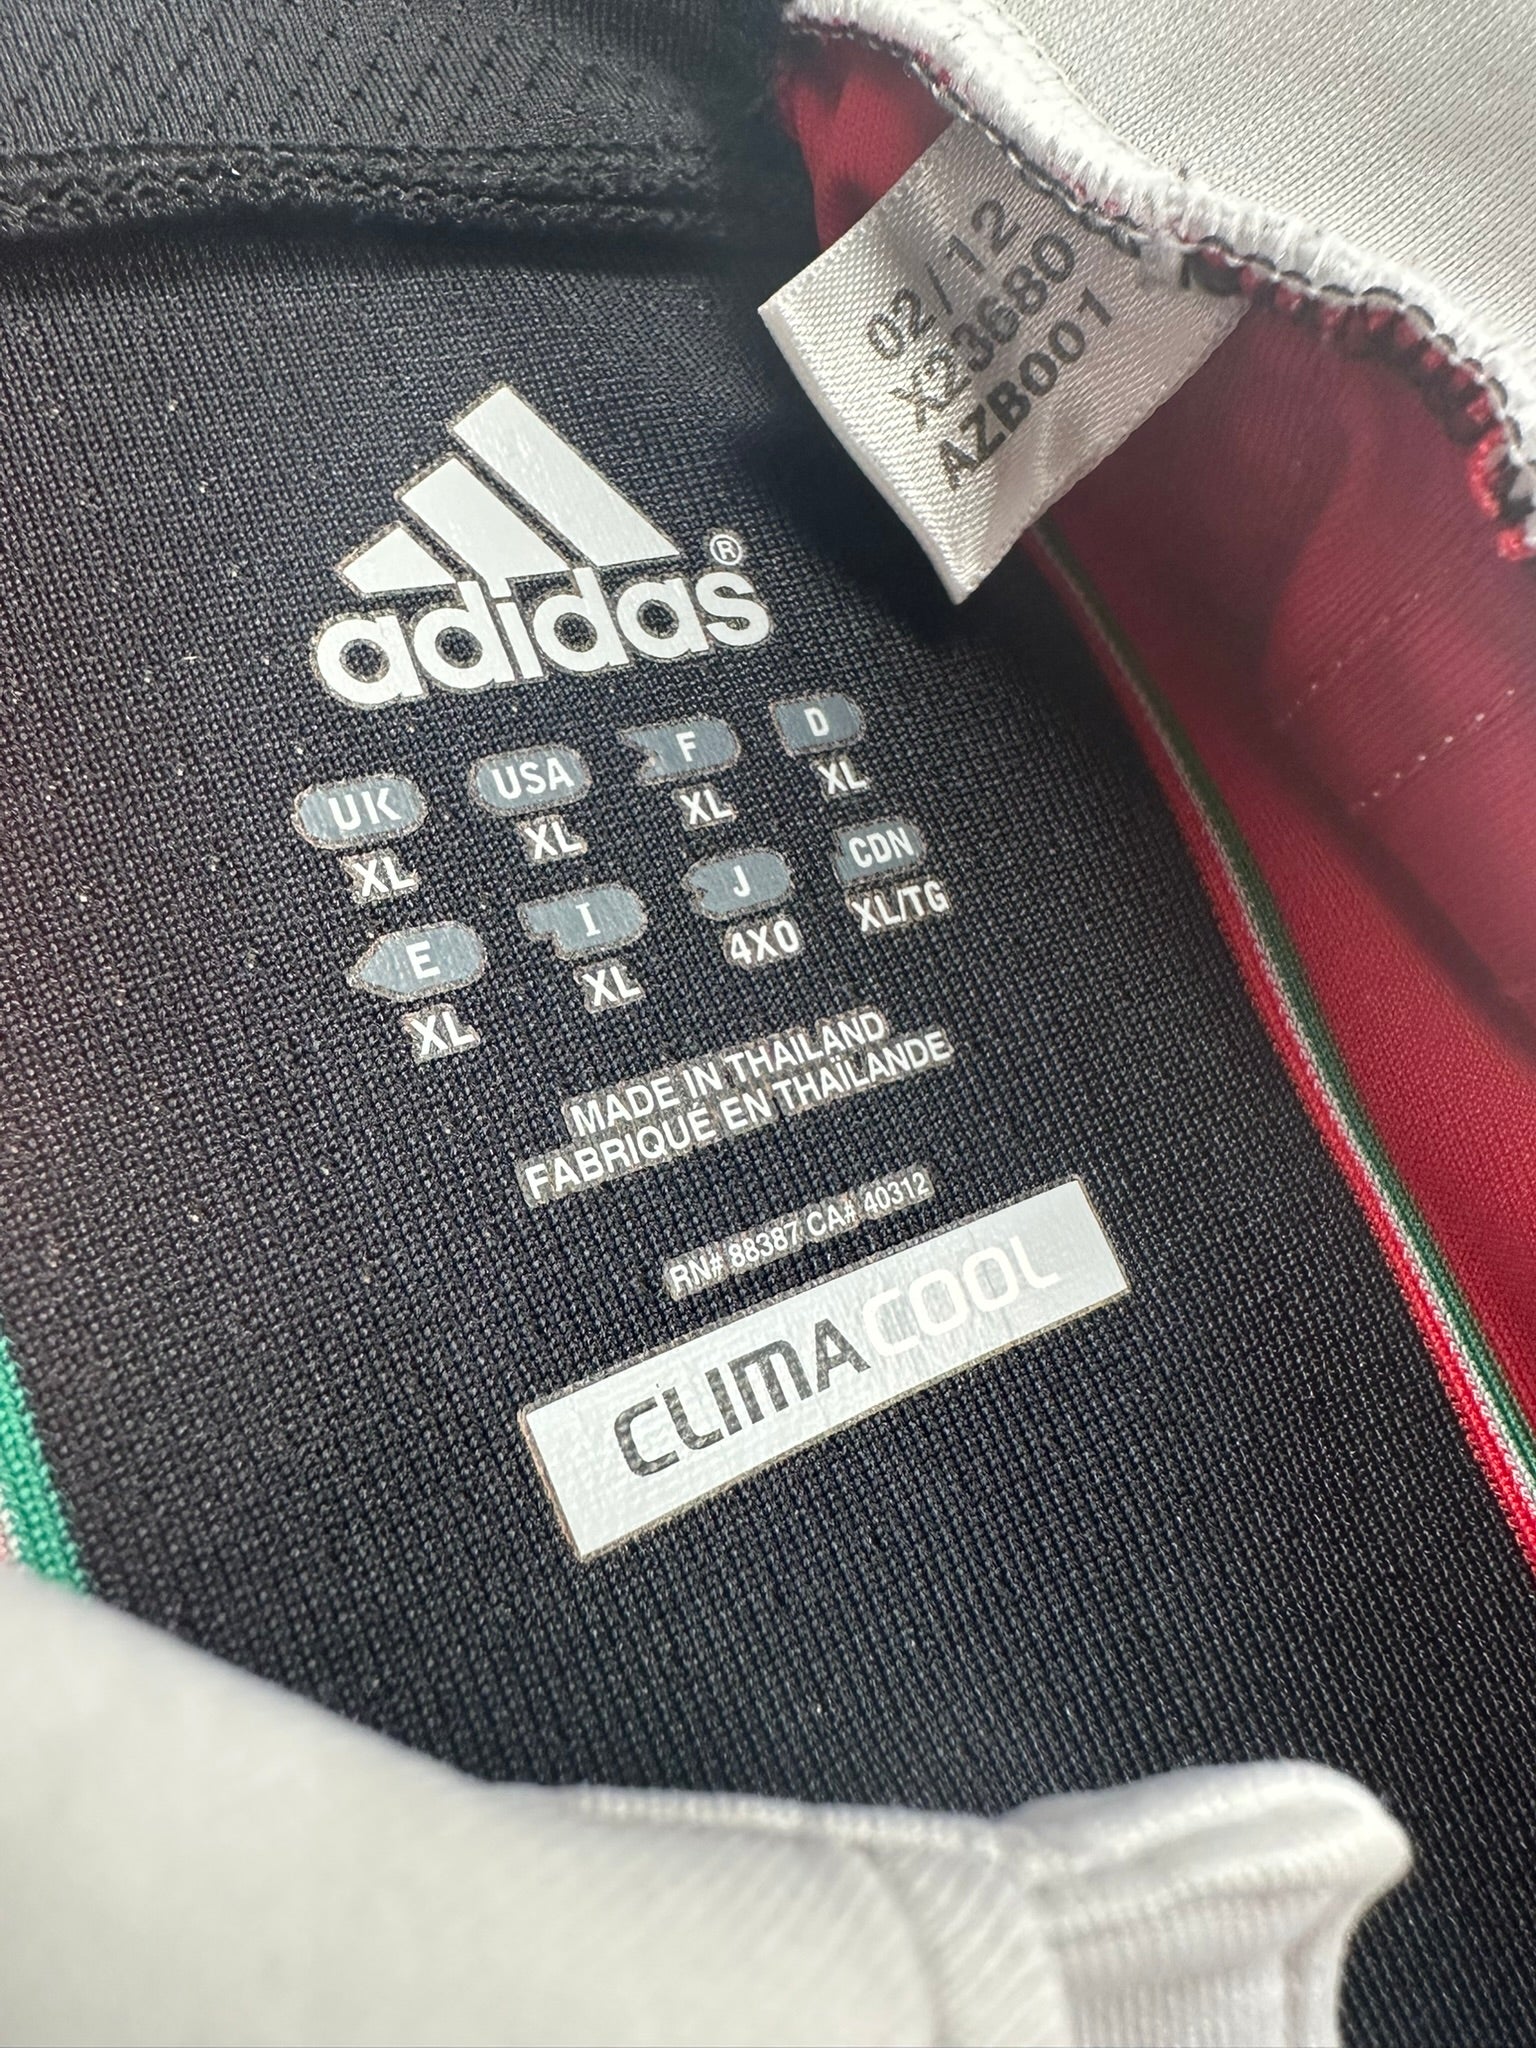 02/12
X23680
AZB001
adidas®
UK USA F D
XL XL XL XL
E I J CDN
XL XL 4XO XL/TG
MADE IN THAILAND
FABRIQUE EN THAÏLANDE
RN# 88387 CA# 40312
CLIMACOOL